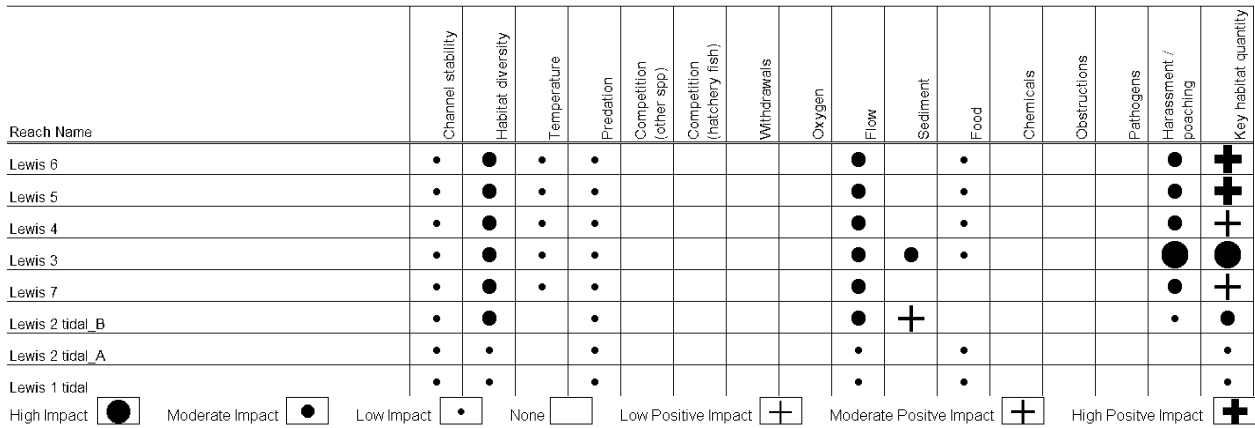 Reach Name
Channel stability
Habitat diversity
Temperature
Predation
Competition
(other spp)
Competition
(hatchery fish)
Withdrawals
Oxygen
Flow
Sediment
Food
Chemicals
Obstructions
Pathogens
Harassment /
poaching
Key habitat quantity
Lewis 6
Lewis 5
Lewis 4
Lewis 3
Lewis 7
Lewis 2 tidal_B
Lewis 2 tidal_A
Lewis 1 tidal
High Impact Moderate Impact Low Impact None Low Positive Impact Moderate Positve Impact High Positve Impact